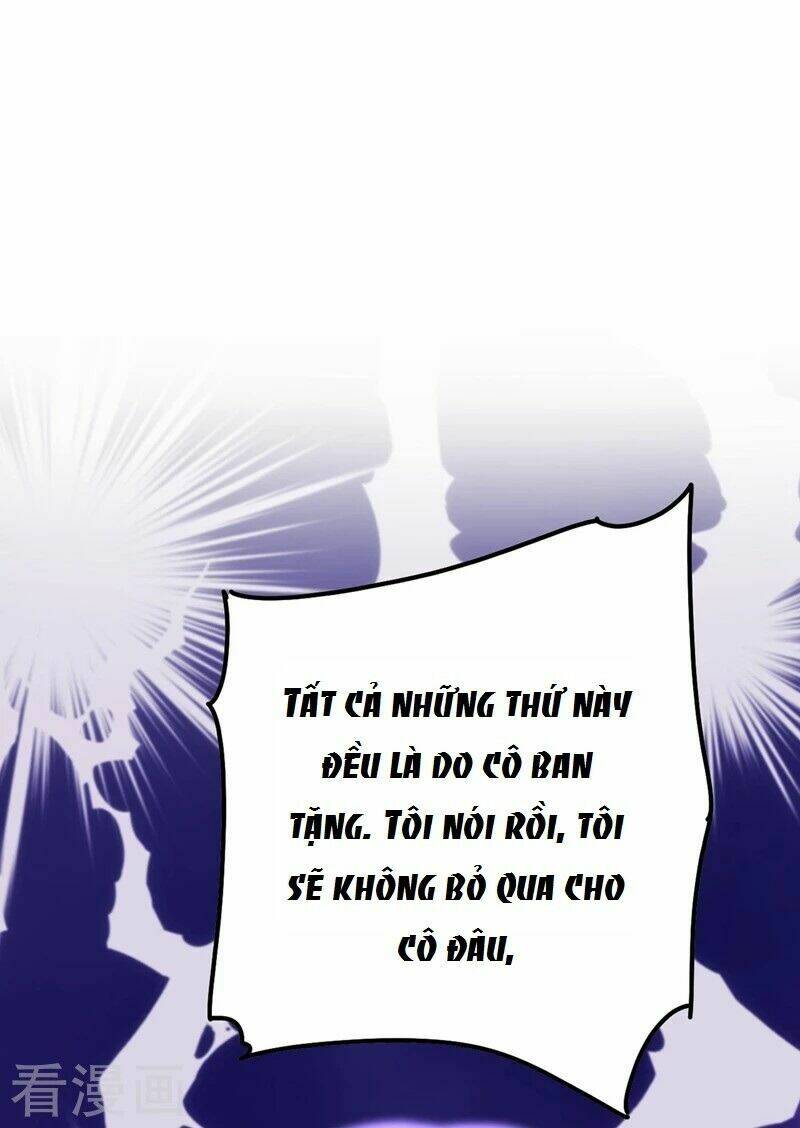 TẤT CẢ NHỮNG THỨ NÀY
ĐỀU LÀ DO CÔ BAN
TẶNG. TÔI NÓI RỒI, TÔI
SẼ KHÔNG BỎ QUA CHO
CÔ ĐÂU,
看漫画